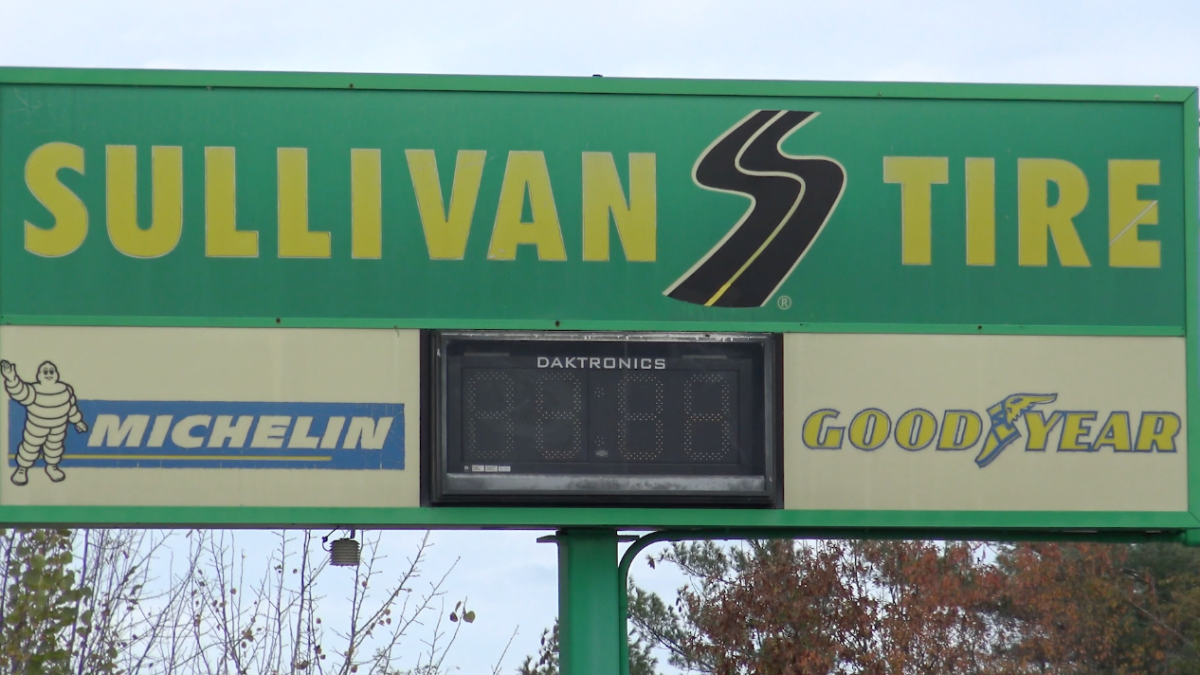 SULLIVAN TIRE
®
DAKTRONICS
MICHELIN
GOODYEAR